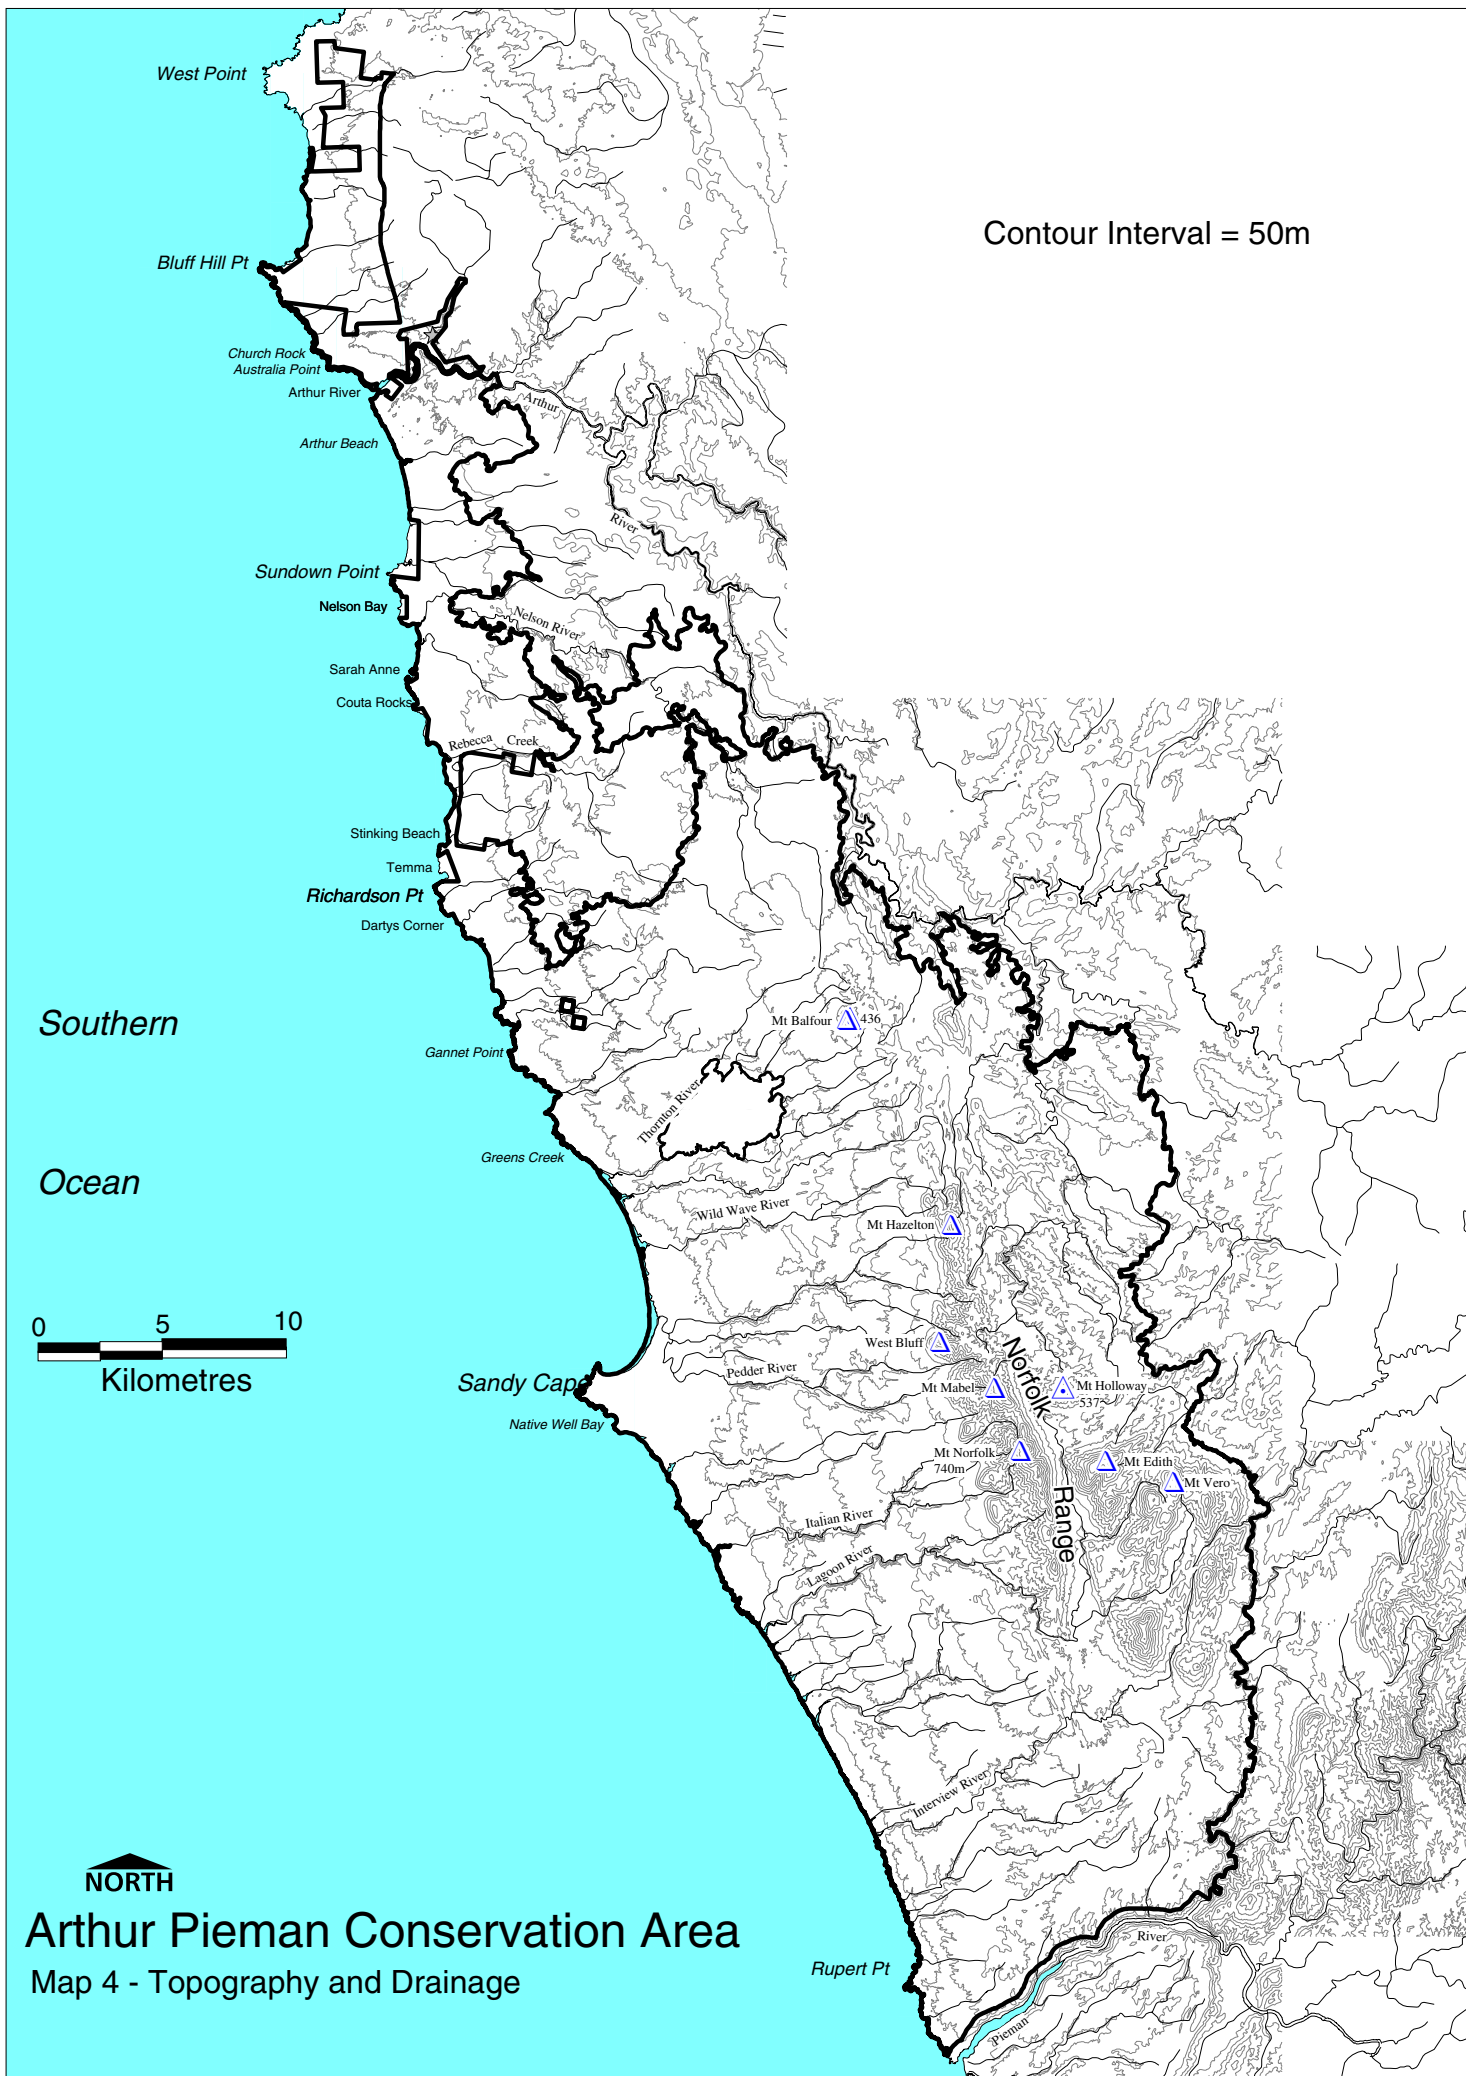 West Point
Contour Interval = 50m
Bluff Hill Pt
Church Rock
Australia Point
Arthur River
Arthur
Arthur Beach
River
Sundown Point
Nelson Bay
Nelson River
Sarah Anne
Couta Rocks
Rebecca Creek
Stinking Beach
Temma
Richardson Pt
Dartys Corner
Southern
Mt Balfour 436
Gannet Point
Thornton River
Greens Creek
Ocean
Wild Wave River
Mt Hazelton
0 5 10
Kilometres
West Bluff
Norfolk
Pedder River
Sandy Cape
Mt Mabel
Mt Holloway
537
Native Well Bay
Mt Norfolk
740m
Mt Edith
Mt Vero
Range
Italian River
Lagoon River
Interview River
NORTH
Arthur Pieman Conservation Area
Map 4 - Topography and Drainage
River
Rupert Pt
Pieman